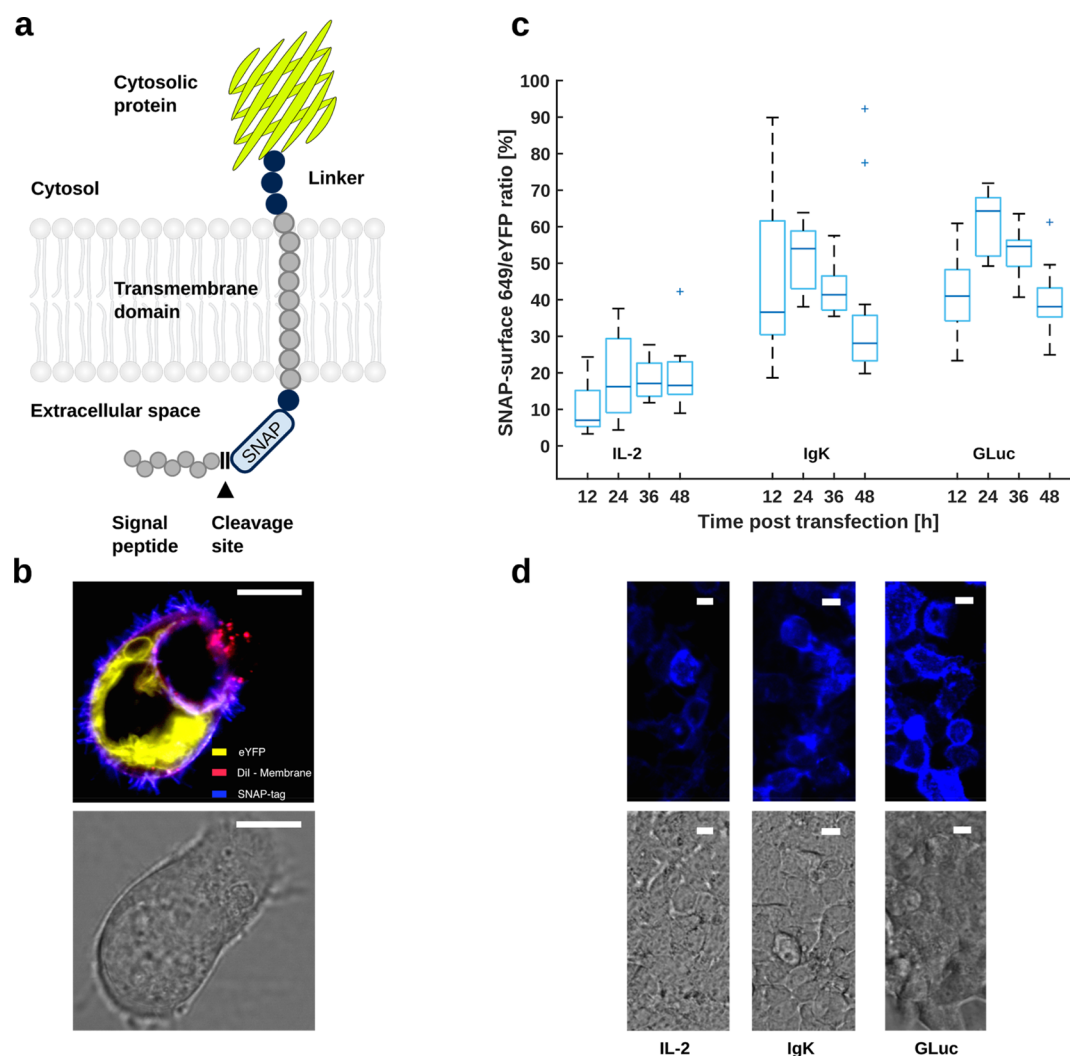 a
Cytosolic
protein
Linker
Cytosol
Transmembrane
domain
Extracellular space
SNAP
Signal
peptide
Cleavage
site
b
eYFP
DiI - Membrane
SNAP-tag
c
SNAP-surface 649/eYFP ratio [%]
100
90
80
70
60
50
40
30
20
10
0
IL-2 IgK GLuc
12 24 36 48 12 24 36 48 12 24 36 48
Time post transfection [h]
d
IL-2 IgK GLuc